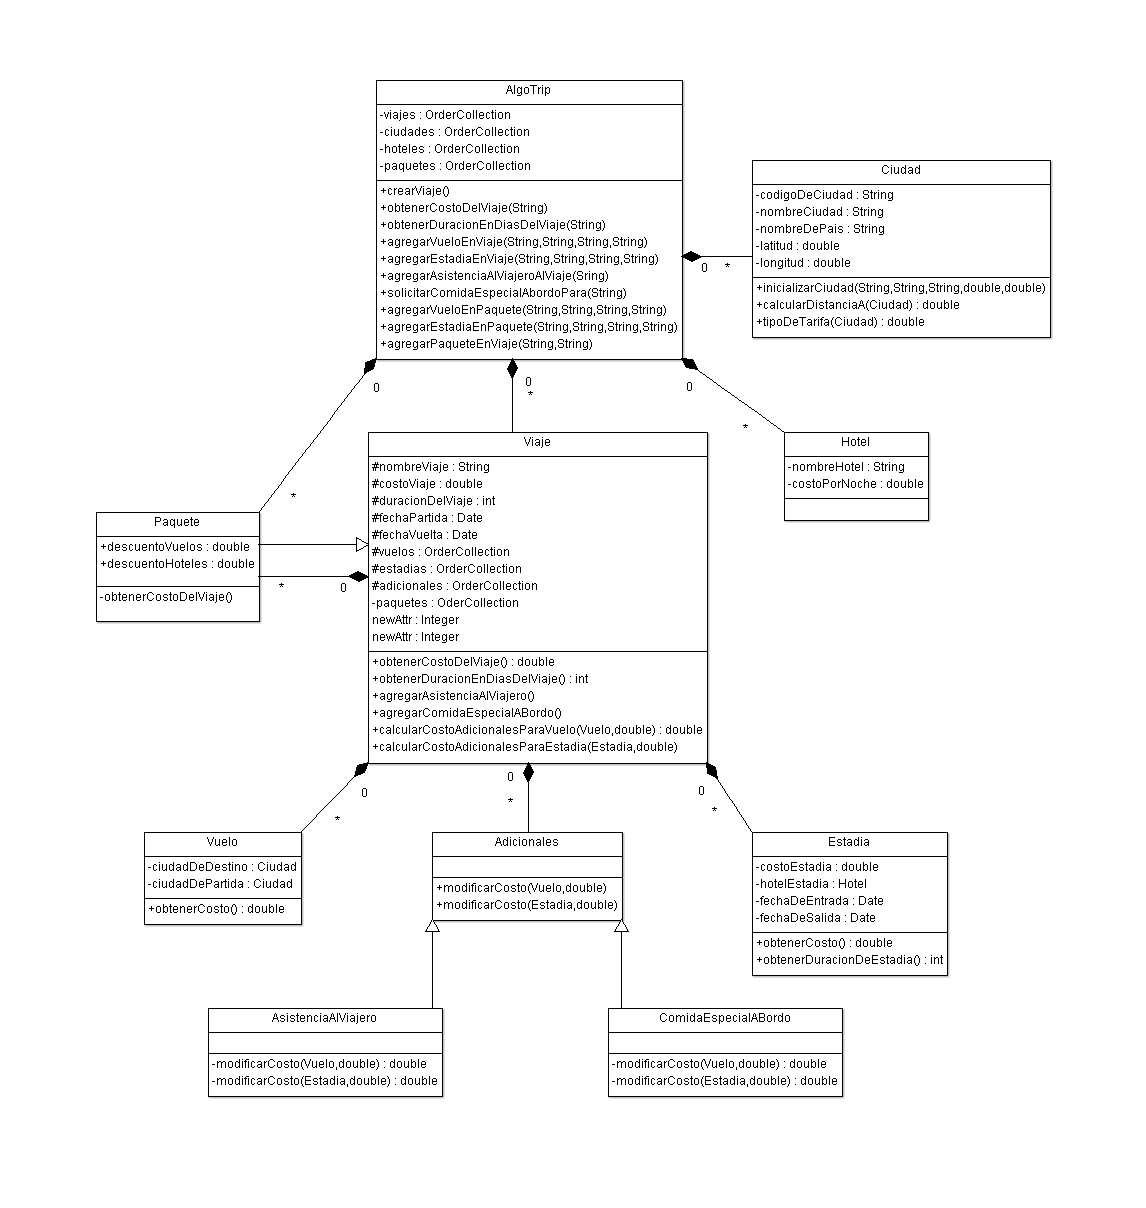 AlgoTrip
-viajes : OrderCollection
-ciudades : OrderCollection
-hoteles : OrderCollection
-paquetes : OrderCollection
+crearViaje()
+obtenerCostoDelViaje(String)
+obtenerDuracionEnDiasDelViaje(String)
+agregarVueloEnViaje(String,String,String,String)
+agregarEstadiaEnViaje(String,String,String,String)
+agregarAsistenciaAlViajeroAlViaje(Sring)
+solicitarComidaEspecialAbordoPara(String)
+agregarVueloEnPaquete(String,String,String,String)
+agregarEstadiaEnPaquete(String,String,String,String)
+agregarPaqueteEnViaje(String,String)
Ciudad
-codigoDeCiudad : String
-nombreCiudad : String
-nombreDePais : String
-latitud : double
-longitud : double
+inicializarCiudad(String,String,String,double,double)
+calcularDistanciaA(Ciudad) : double
+tipoDeTarifa(Ciudad) : double
0
*
0
*
0
*
0
*
Hotel
-nombreHotel : String
-costoPorNoche : double
Paquete
+descuentoVuelos : double
+descuentoHoteles : double
-obtenerCostoDelViaje()
*
0
Viaje
#nombreViaje : String
#costoViaje : double
#duracionDelViaje : int
#fechaPartida : Date
#fechaVuelta : Date
#vuelos : OrderCollection
#estadias : OrderCollection
#adicionales : OrderCollection
-paquetes : OderCollection
newAttr : Integer
newAttr : Integer
+obtenerCostoDelViaje() : double
+obtenerDuracionEnDiasDelViaje() : int
+agregarAsistenciaAlViajero()
+agregarComidaEspecialABordo()
+calcularCostoAdicionalesParaVuelo(Vuelo,double) : double
+calcularCostoAdicionalesParaEstadia(Estadia,double)
0
*
0
*
0
*
Vuelo
-ciudadDeDestino : Ciudad
-ciudadDePartida : Ciudad
+obtenerCosto() : double
Adicionales
+modificarCosto(Vuelo,double)
+modificarCosto(Estadia,double)
Estadia
-costoEstadia : double
-hotelEstadia : Hotel
-fechaDeEntrada : Date
-fechaDeSalida : Date
+obtenerCosto() : double
+obtenerDuracionDeEstadia() : int
AsistenciaAlViajero
-modificarCosto(Vuelo,double) : double
-modificarCosto(Estadia,double) : double
ComidaEspecialABordo
-modificarCosto(Vuelo,double) : double
-modificarCosto(Estadia,double) : double